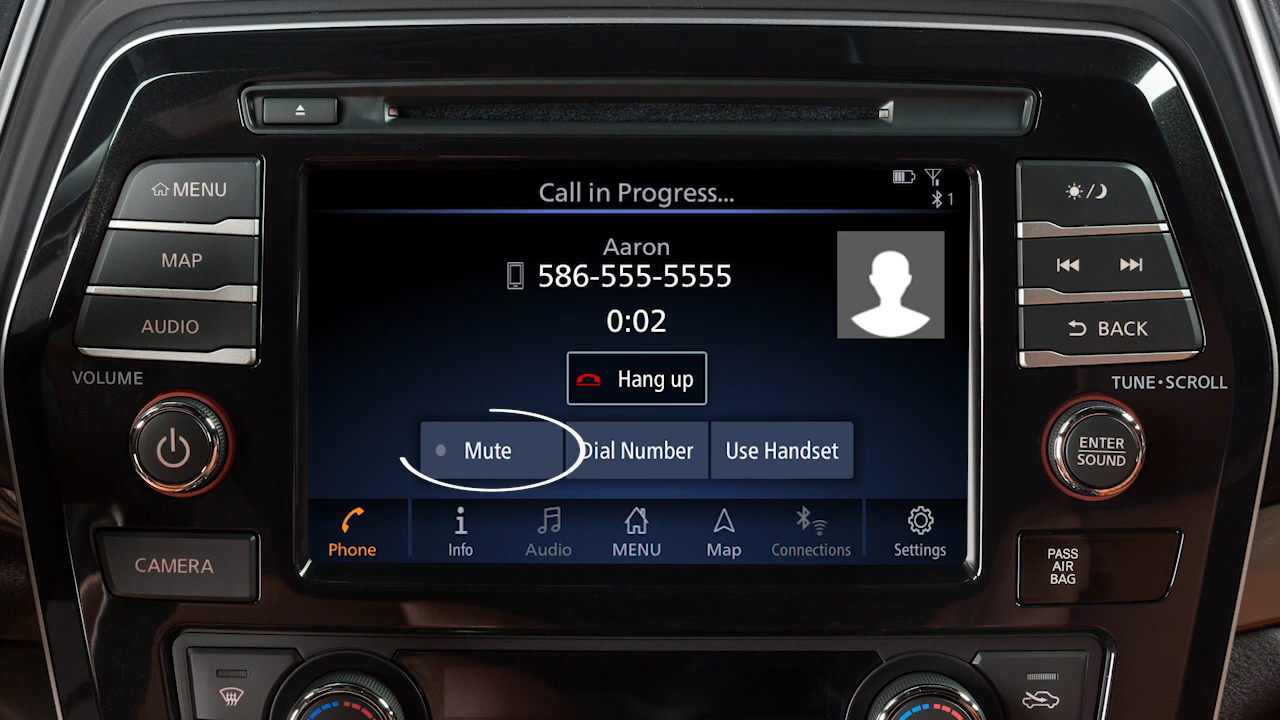 MENU
MAP
AUDIO
VOLUME
Call in Progress...
1
Aaron
586-555-5555
0:02
Hang up
Mute
Dial Number
Use Handset
Phone
Info
Audio
MENU
Map
Connections
Settings
BACK
TUNE•SCROLL
ENTER
SOUND
CAMERA
PASS
AIR
BAG